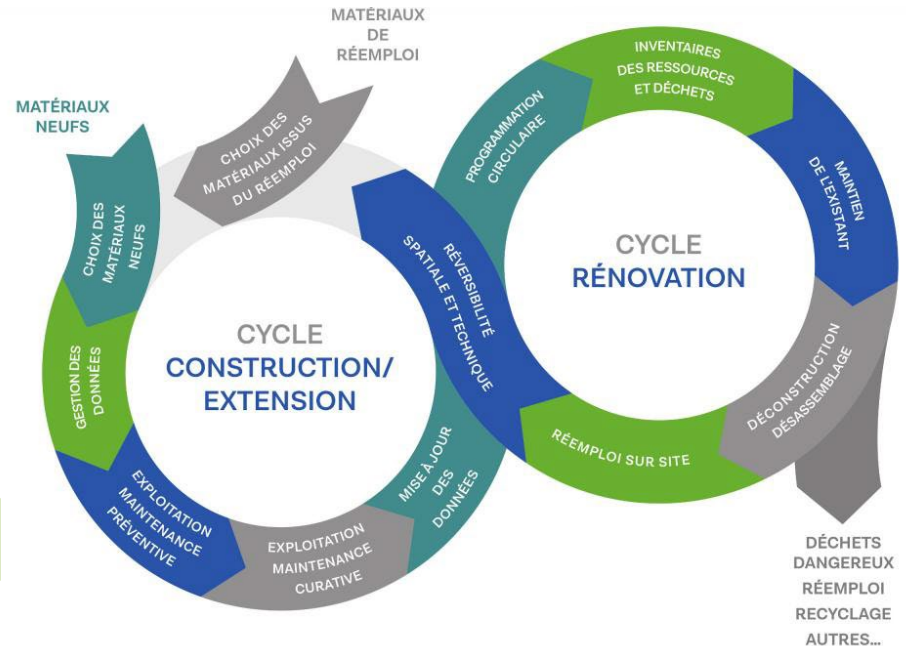 MATÉRIAUX
DE
RÉEMPLOI
MATÉRIAUX
NEUFS
CHOIX DES
MATÉRIAUX ISSUS
DU RÉEMPLOI
CHOIX DES
MATÉRIAUX
NEUFS
GESTION DES
DONNÉES
EXPLOITATION
MAINTENANCE
PRÉVENTIVE
EXPLOITATION
MAINTENANCE
CURATIVE
MISE À JOUR
DES
DONNÉES
CYCLE
CONSTRUCTION/
EXTENSION
RÉVERSIBILITÉ
SPATIALE ET TECHNIQUE
PROGRAMMATION
CIRCULAIRE
INVENTAIRES
DES RESSOURCES
ET DÉCHETS
MAINTIEN
DE L'EXISTANT
DÉCONSTRUCTION
DÉSASSEMBLAGE
RÉEMPLOI SUR SITE
CYCLE
RÉNOVATION
DÉCHETS
DANGEREUX
RÉEMPLOI
RECYCLAGE
AUTRES...